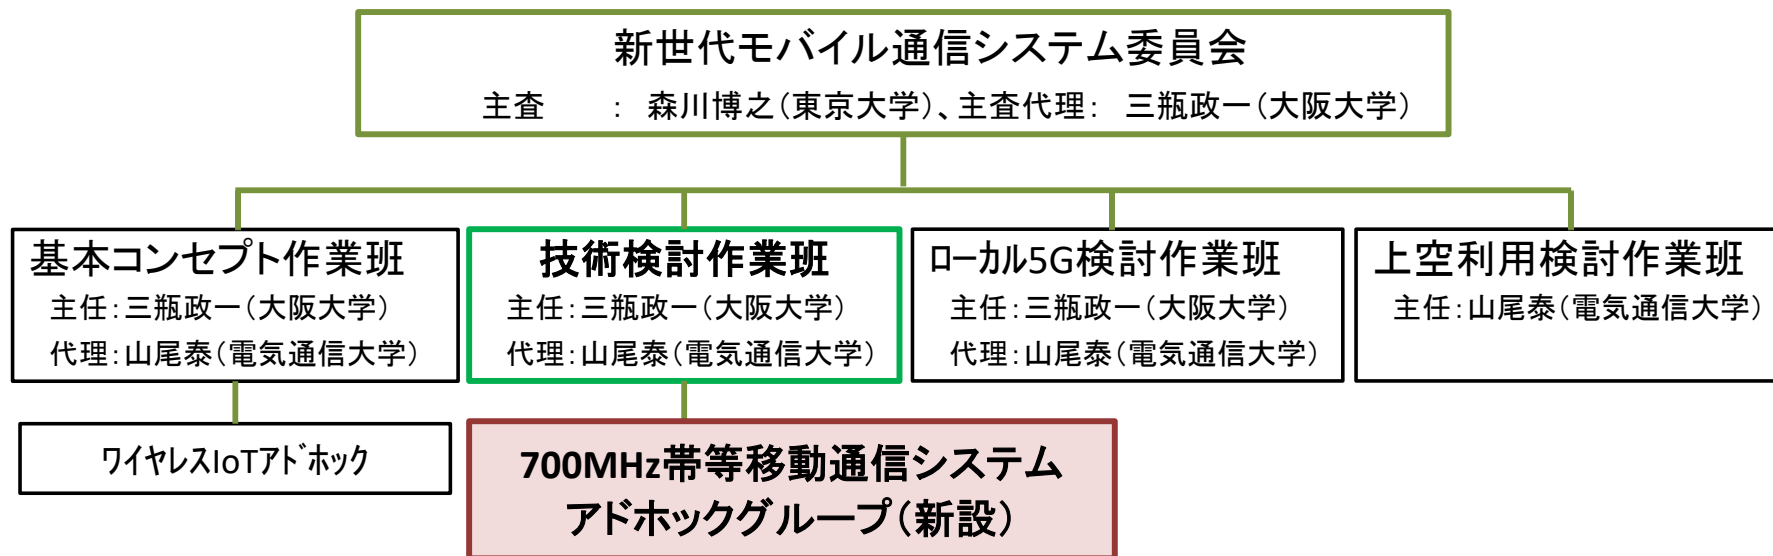 新世代モバイル通信システム委員会
主査　　： 森川博之（東京大学）、主査代理： 三瓶政一（大阪大学）
基本コンセプト作業班
主任：三瓶政一（大阪大学）
代理：山尾泰（電気通信大学）
技術検討作業班
主任：三瓶政一（大阪大学）
代理：山尾泰（電気通信大学）
ﾛｰｶﾙ5G検討作業班
主任：三瓶政一（大阪大学）
代理：山尾泰（電気通信大学）
上空利用検討作業班
主任：山尾泰（電気通信大学）
ワイヤレスIoTｱﾄﾞﾎｯｸ
700MHz帯等移動通信システム
アドホックグループ（新設）